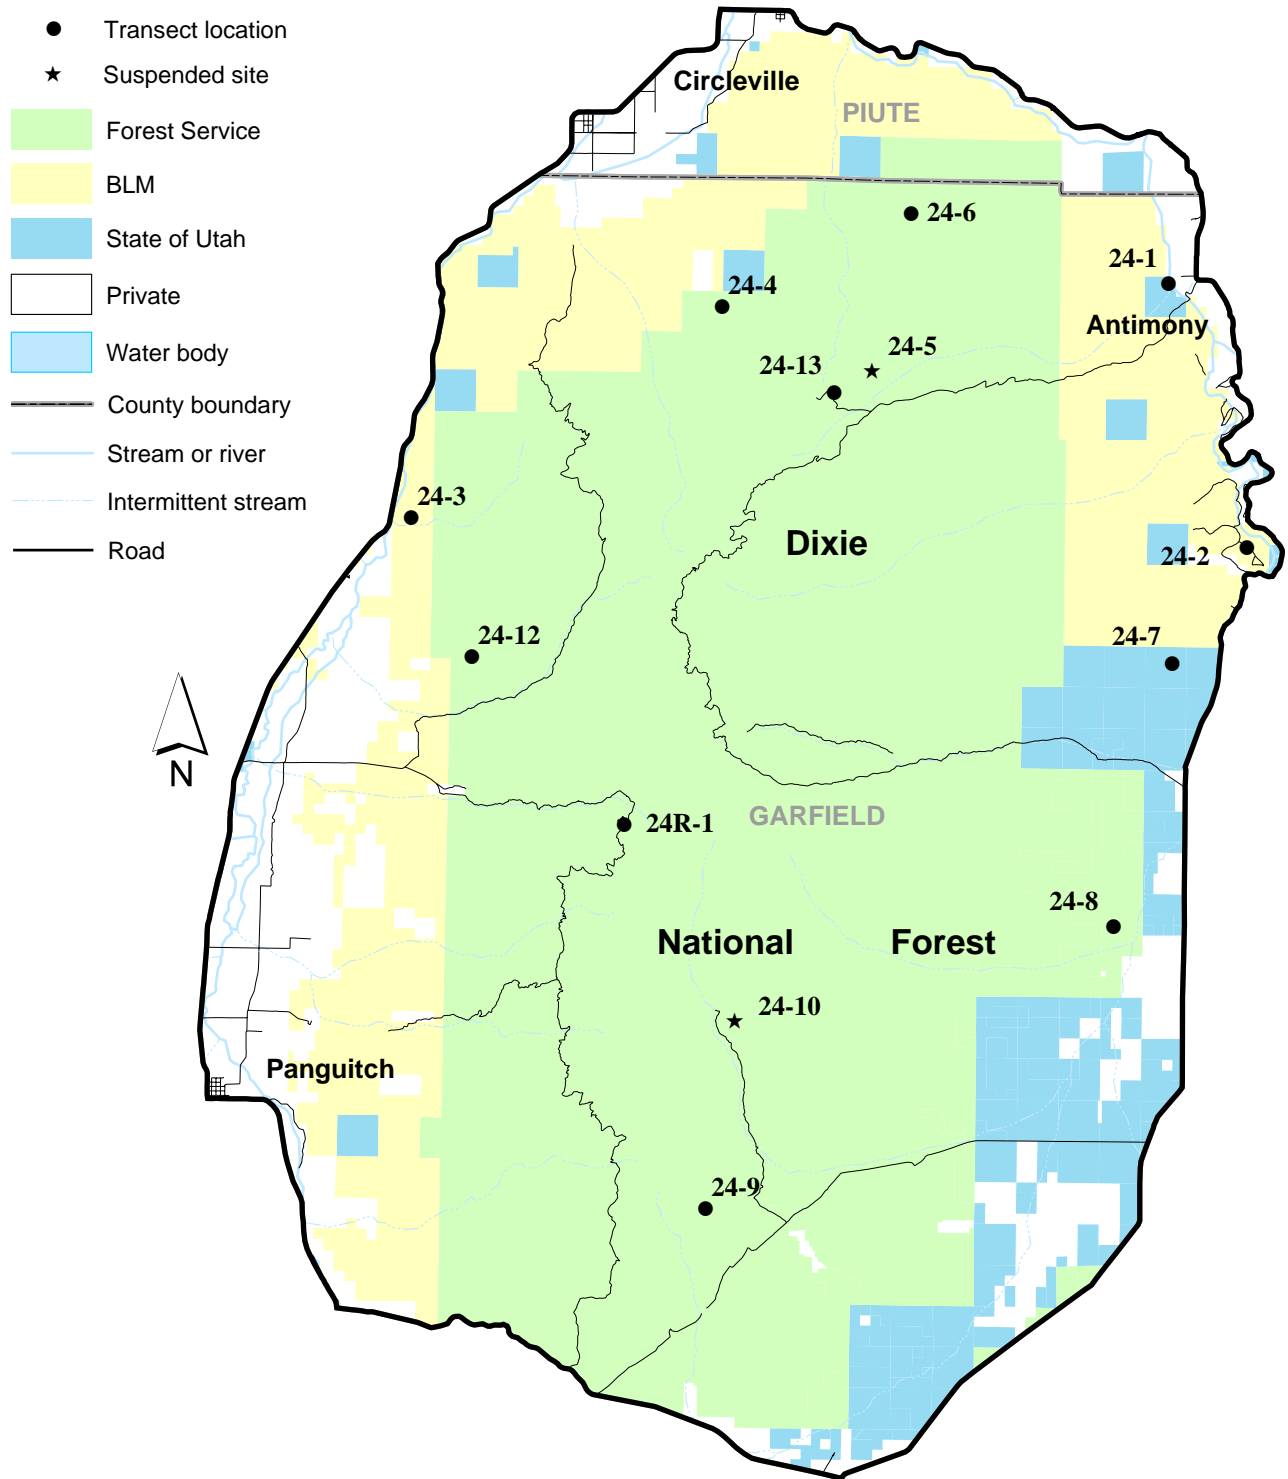 Transect location
Suspended site
Forest Service
BLM
State of Utah
Private
Water body
County boundary
Stream or river
Intermittent stream
Road
Circleville
PIUTE
24-6
24-1
24-4
Antimony
24-5
24-13
24-3
Dixie
24-2
24-12
24-7
N
24R-1
GARFIELD
24-8
National Forest
24-10
Panguitch
24-9